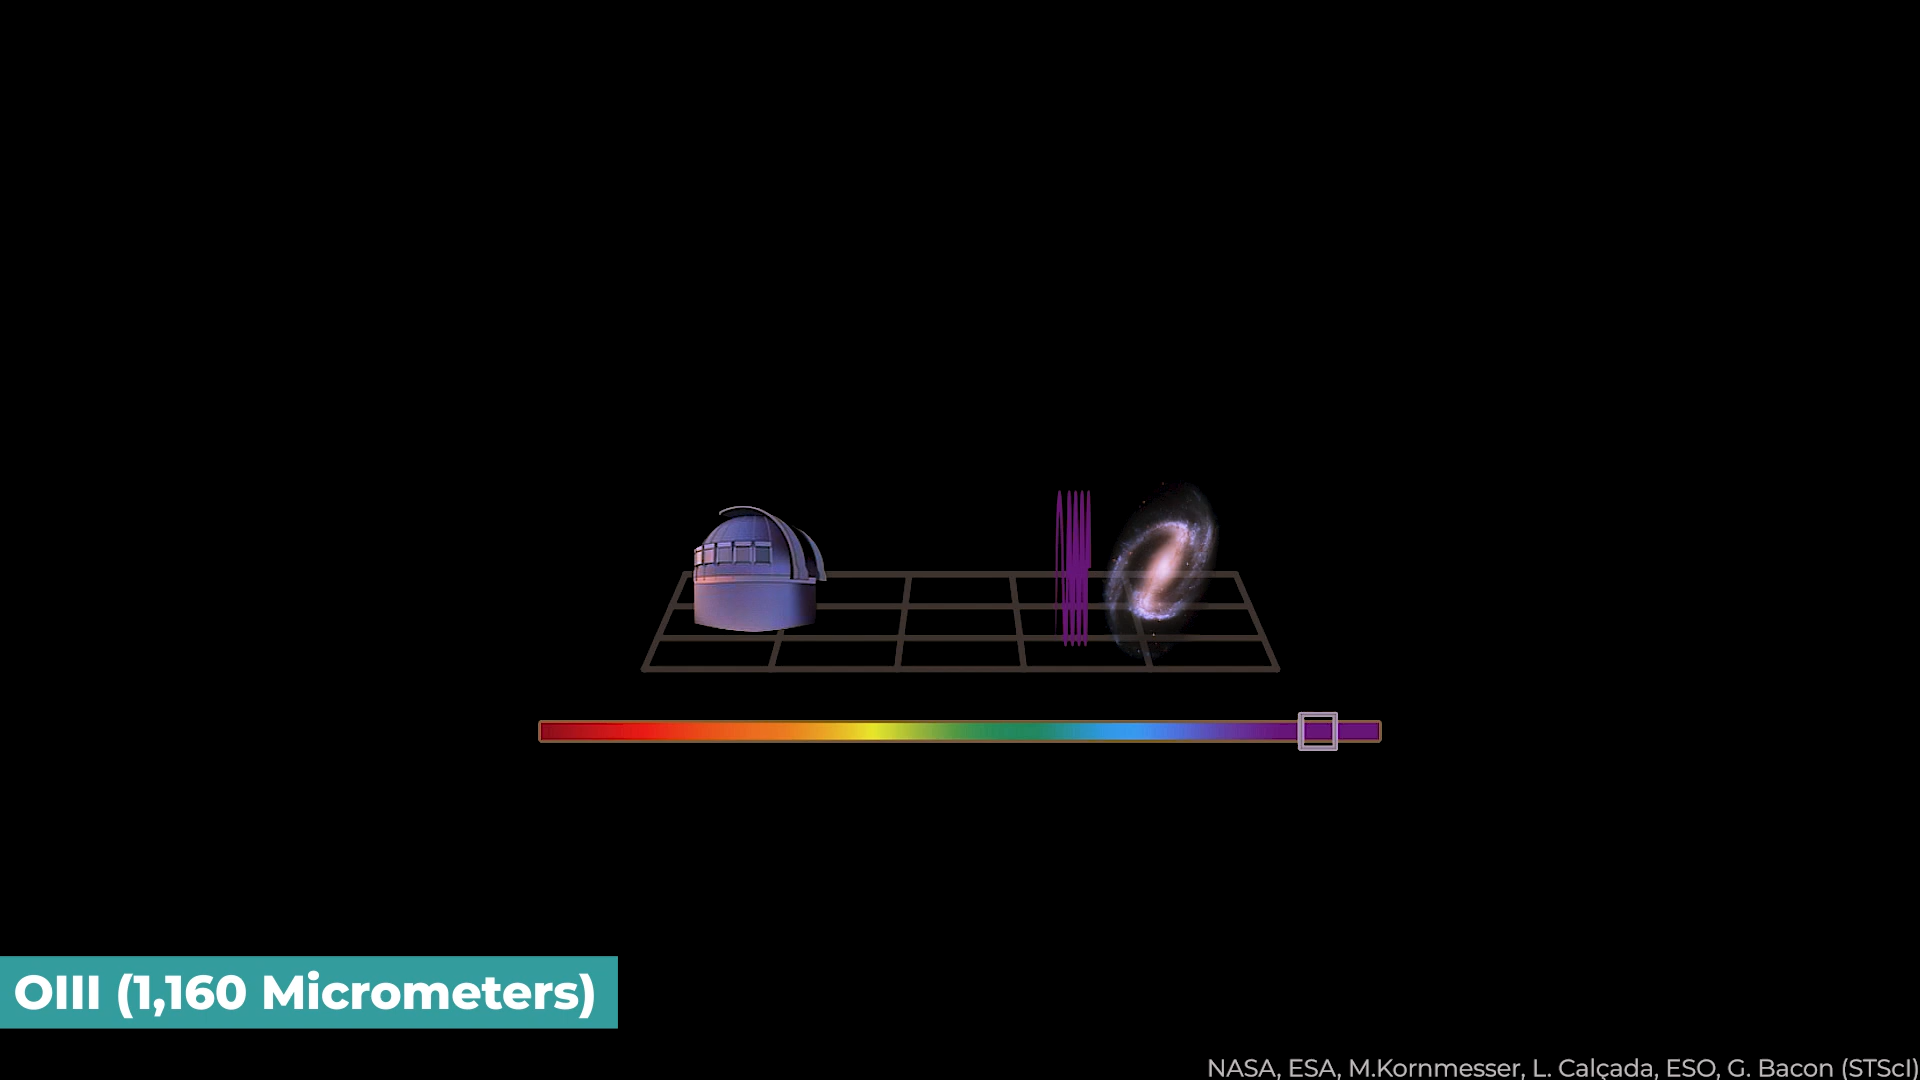 OIII (1,160 Micrometers)
NASA, ESA, M.Kornmesser, L. Calçada, ESO, G. Bacon (STScI)